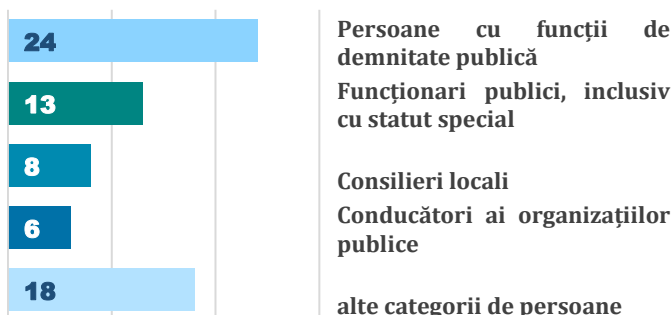 24
Persoane cu funcții de
demnitate publică
13
Funcționari publici, inclusiv
cu statut special
8
Consilieri locali
6
Conducători ai organizațiilor
publice
18
alte categorii de persoane